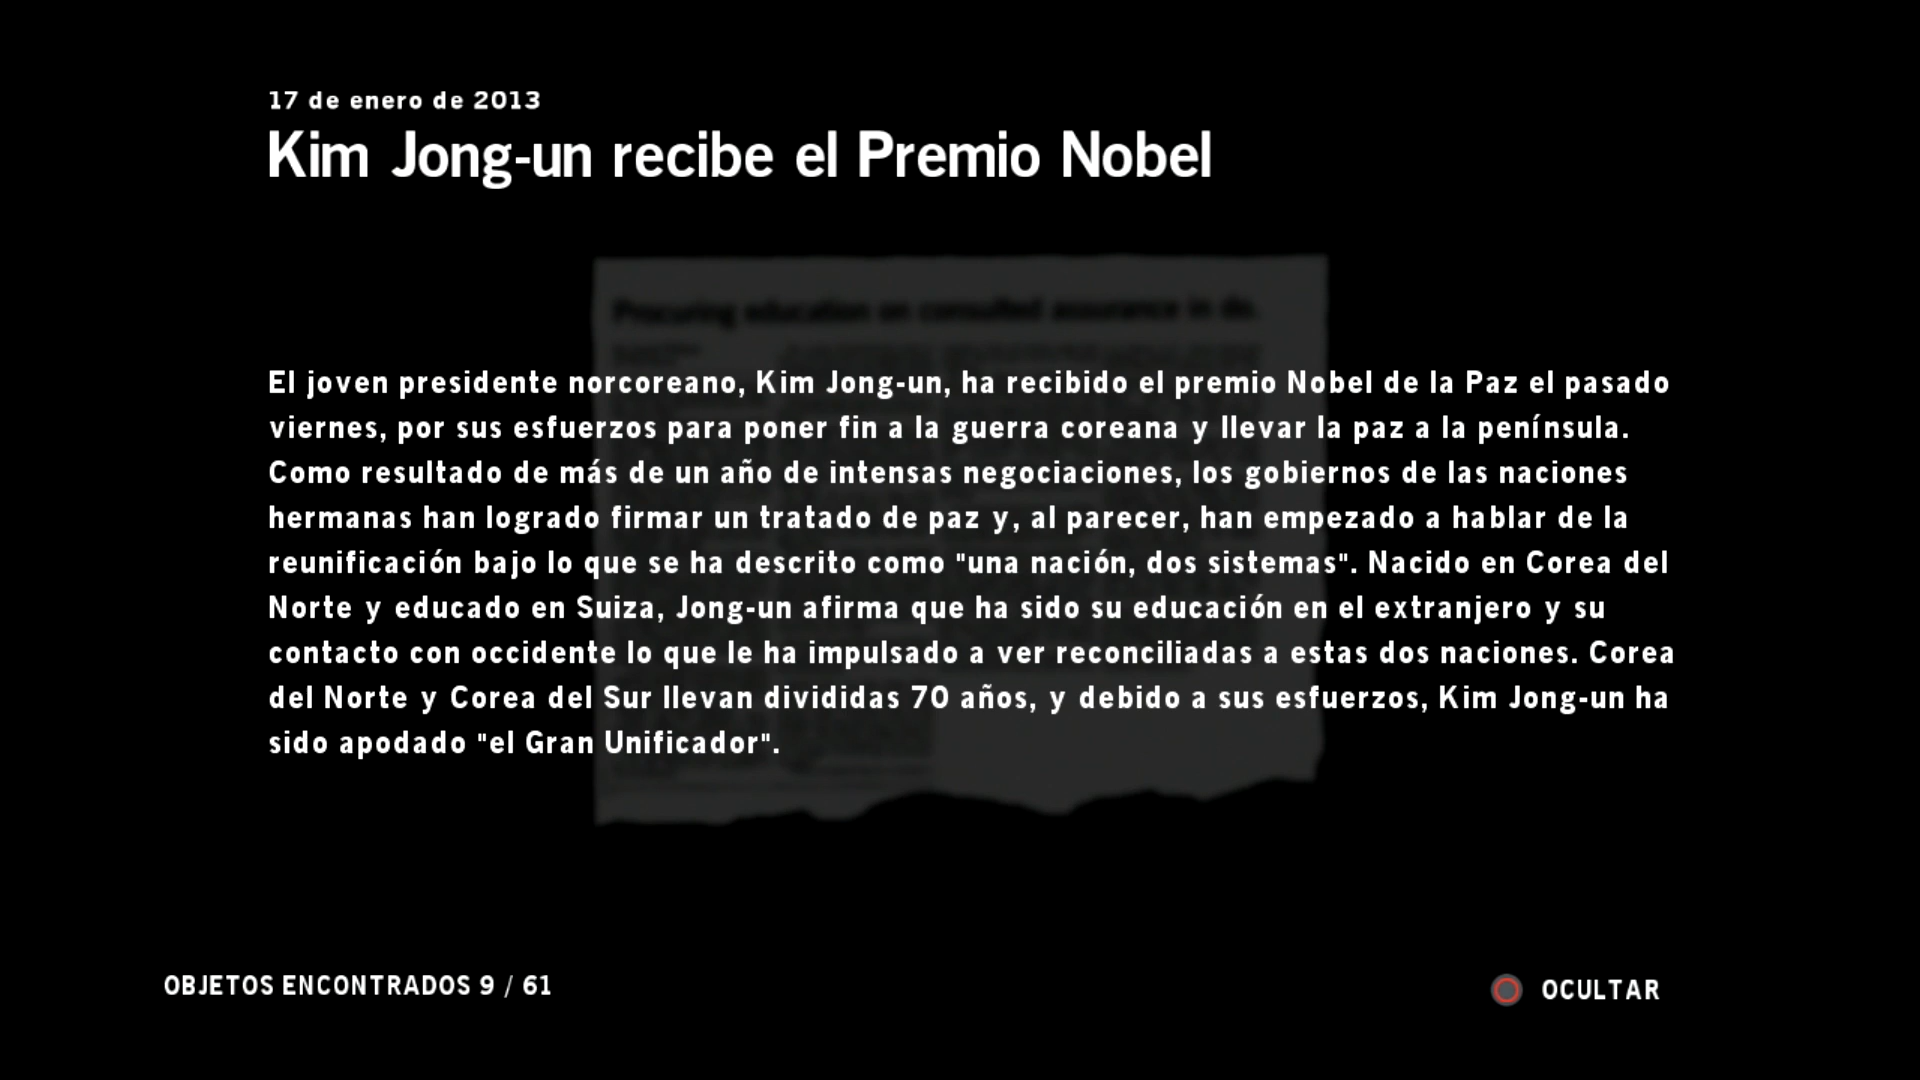 17 de enero de 2013
Kim Jong-un recibe el Premio Nobel
Procuring education on consulted assurance in do.
El joven presidente norcoreano, Kim Jong-un, ha recibido el premio Nobel de la Paz el pasado
viernes, por sus esfuerzos para poner fin a la guerra coreana y llevar la paz a la península.
Como resultado de más de un año de intensas negociaciones, los gobiernos de las naciones
hermanas han logrado firmar un tratado de paz y, al parecer, han empezado a hablar de la
reunificación bajo lo que se ha descrito como "una nación, dos sistemas". Nacido en Corea del
Norte y educado en Suiza, Jong-un afirma que ha sido su educación en el extranjero y su
contacto con occidente lo que le ha impulsado a ver reconciliadas a estas dos naciones. Corea
del Norte y Corea del Sur llevan divididas 70 años, y debido a sus esfuerzos, Kim Jong-un ha
sido apodado "el Gran Unificador".
OBJETOS ENCONTRADOS 9 / 61
OCULTAR